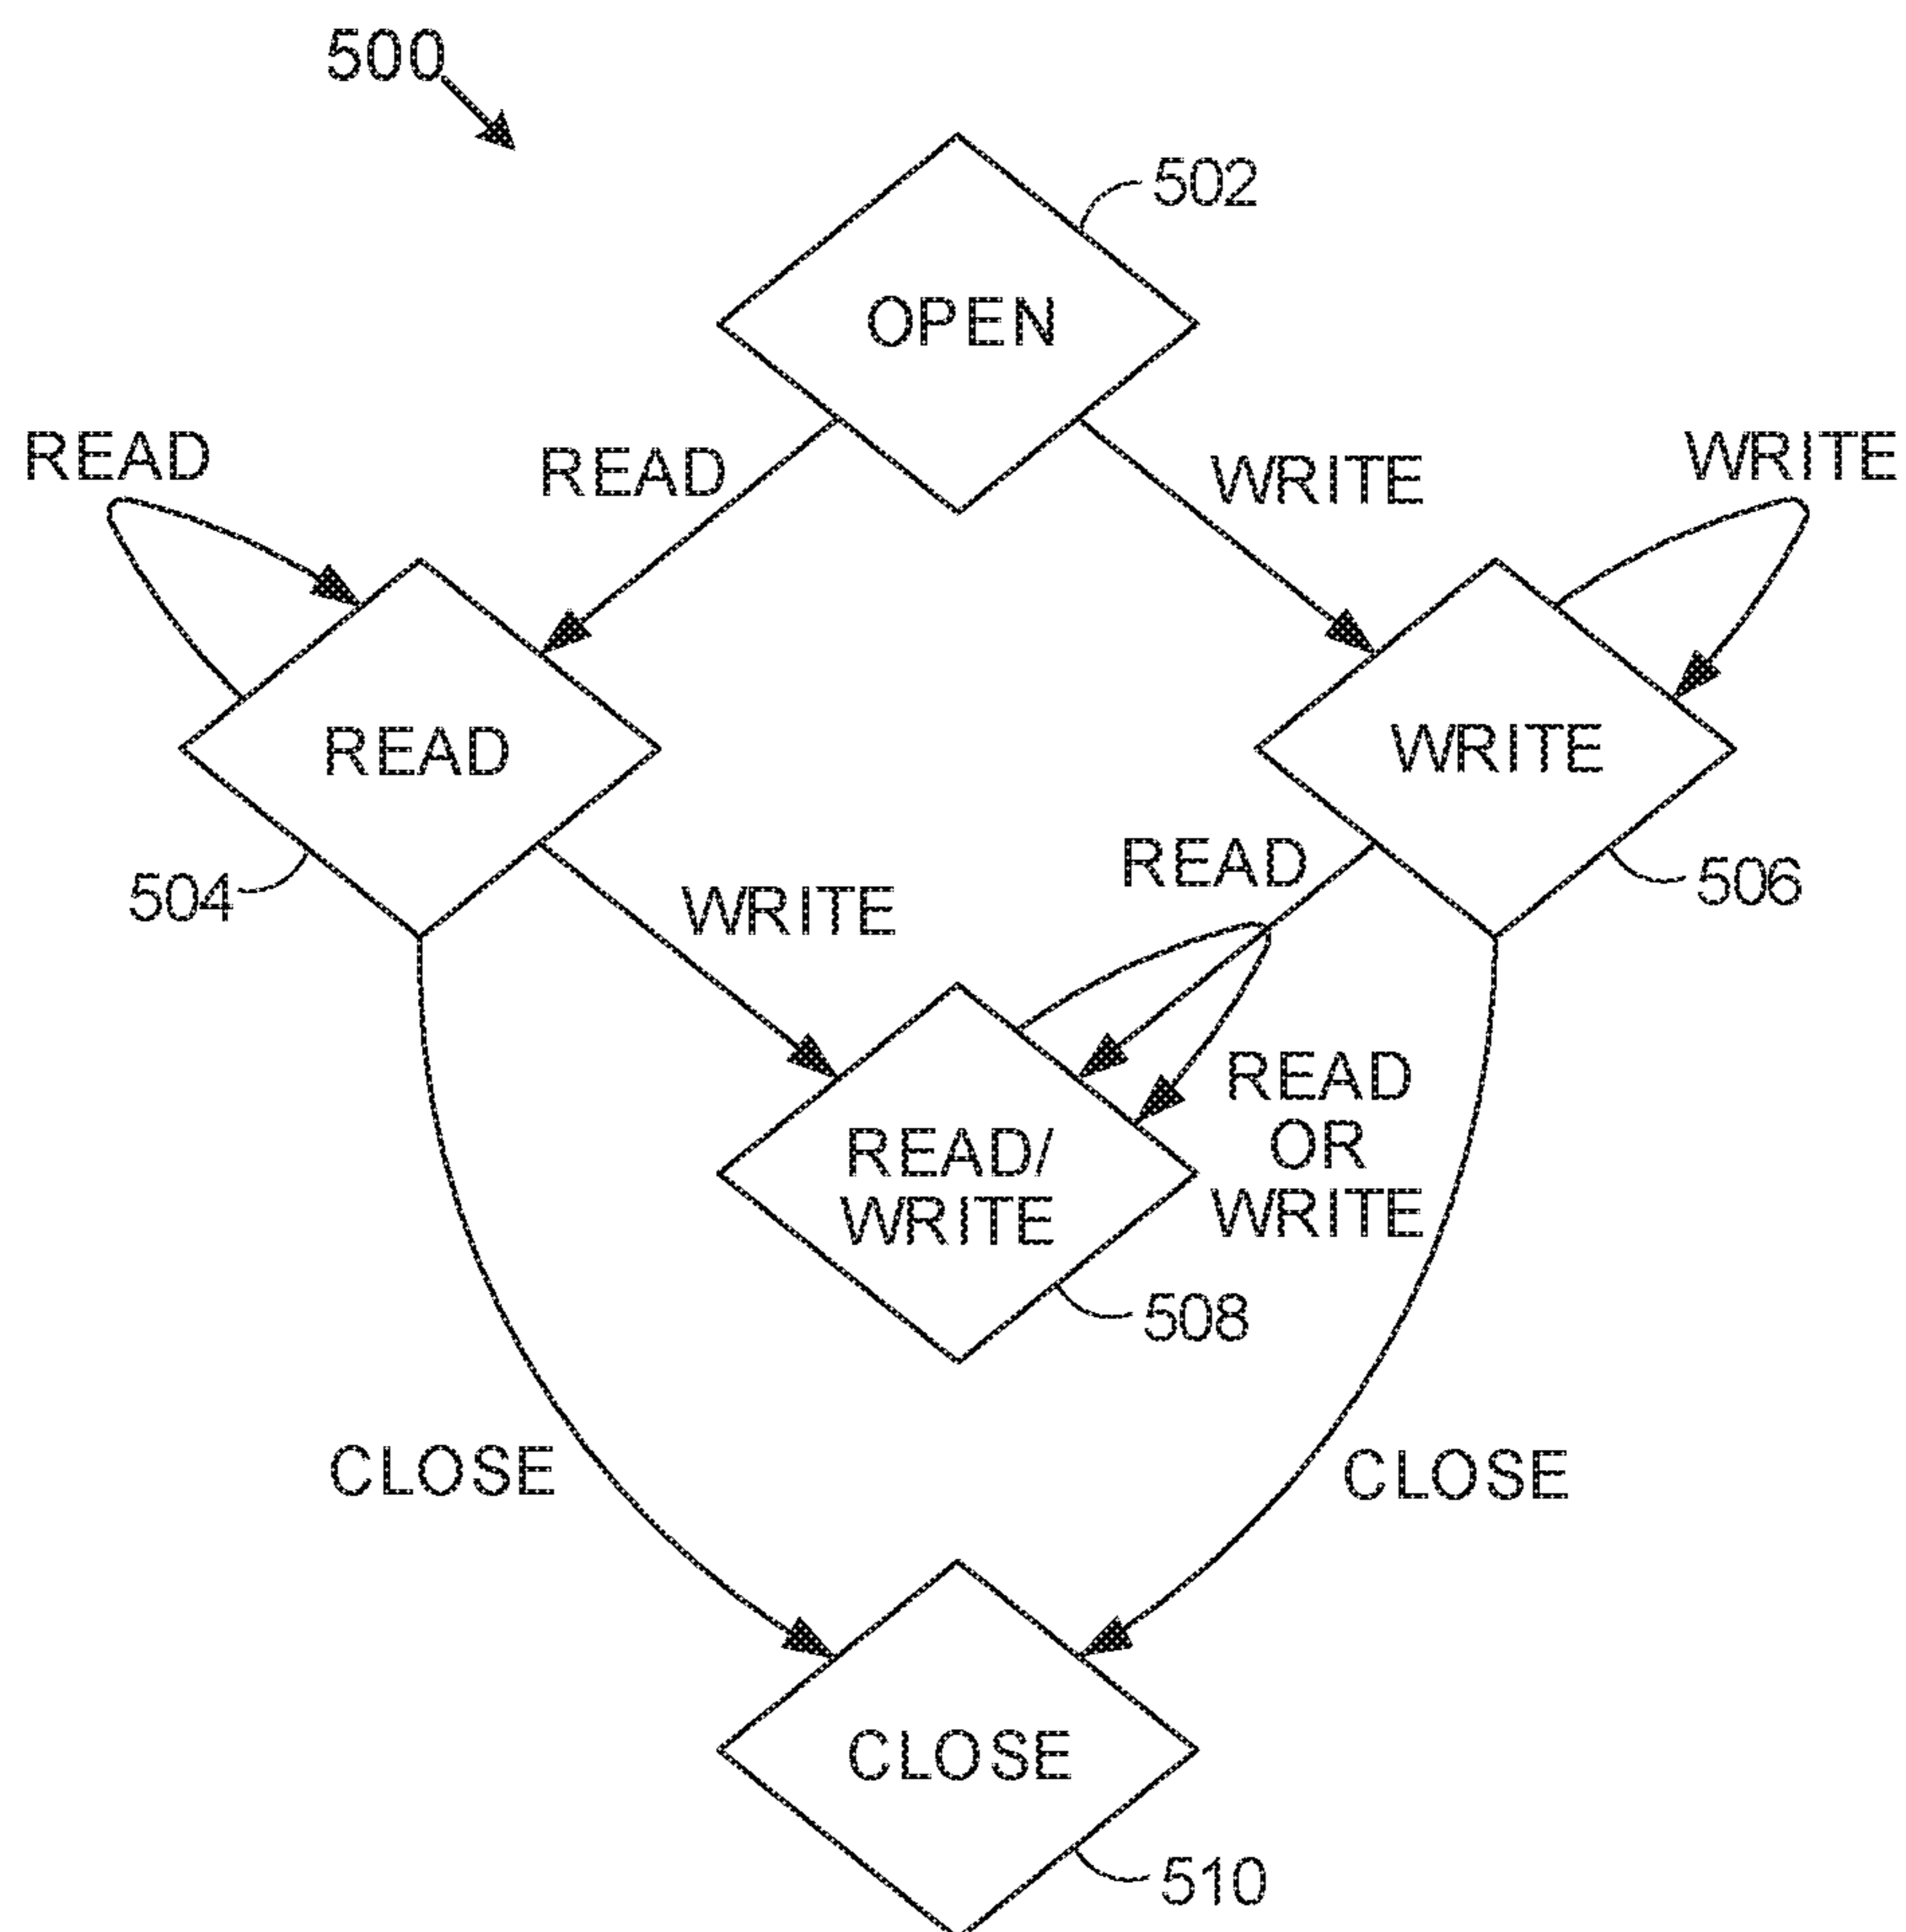 500
502
OPEN
READ
READ
WRITE
WRITE
READ
WRITE
504
WRITE
READ
506
READ/
WRITE
READ
OR
WRITE
508
CLOSE
CLOSE
CLOSE
510